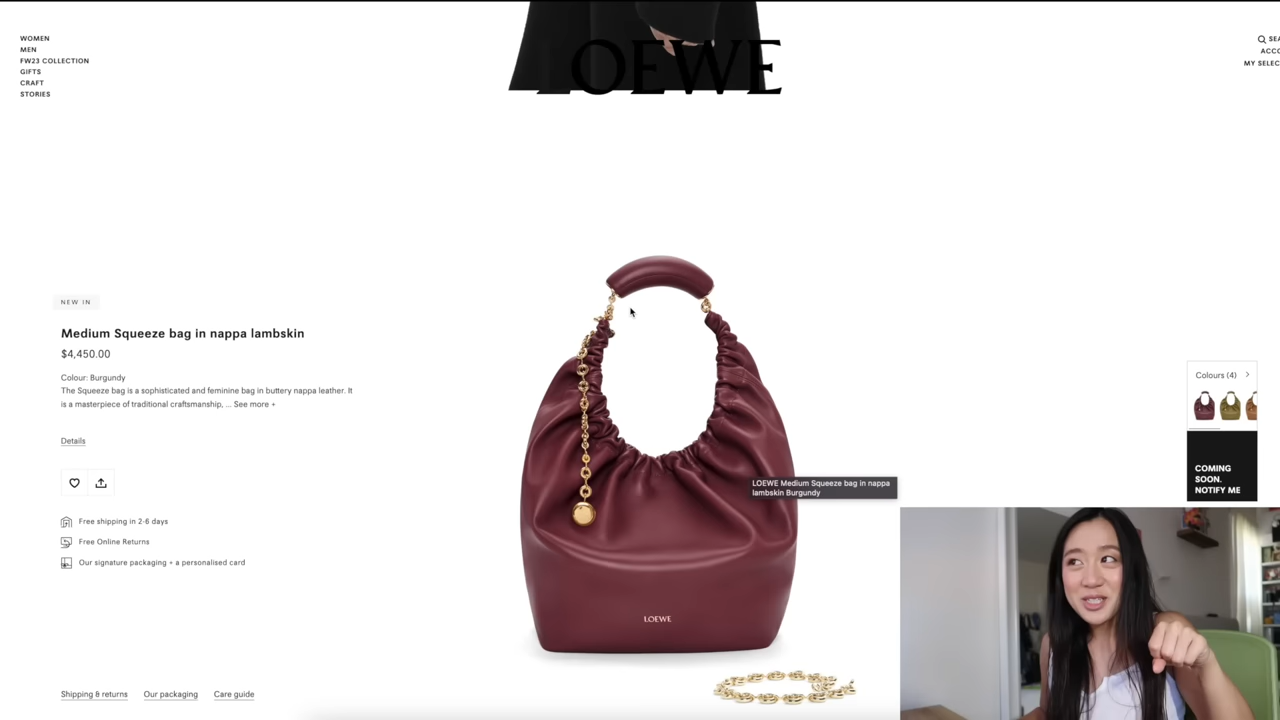 WOMEN
MEN
FW23 COLLECTION
GIFTS
CRAFT
STORIES
LOEWE
SEA
ACCO
MY SELEC
NEW IN
Medium Squeeze bag in nappa lambskin
$4,450.00
Colour: Burgundy
The Squeeze bag is a sophisticated and feminine bag in buttery nappa leather. It
is a masterpiece of traditional craftsmanship, ... See more +
Details
Free shipping in 2-6 days
Free Online Returns
Our signature packaging + a personalised card
Shipping & returns
Our packaging
Care guide
LOEWE Medium Squeeze bag in nappa
lambskin Burgundy
LOEWE
Colours (4)
COMING
SOON.
NOTIFY ME